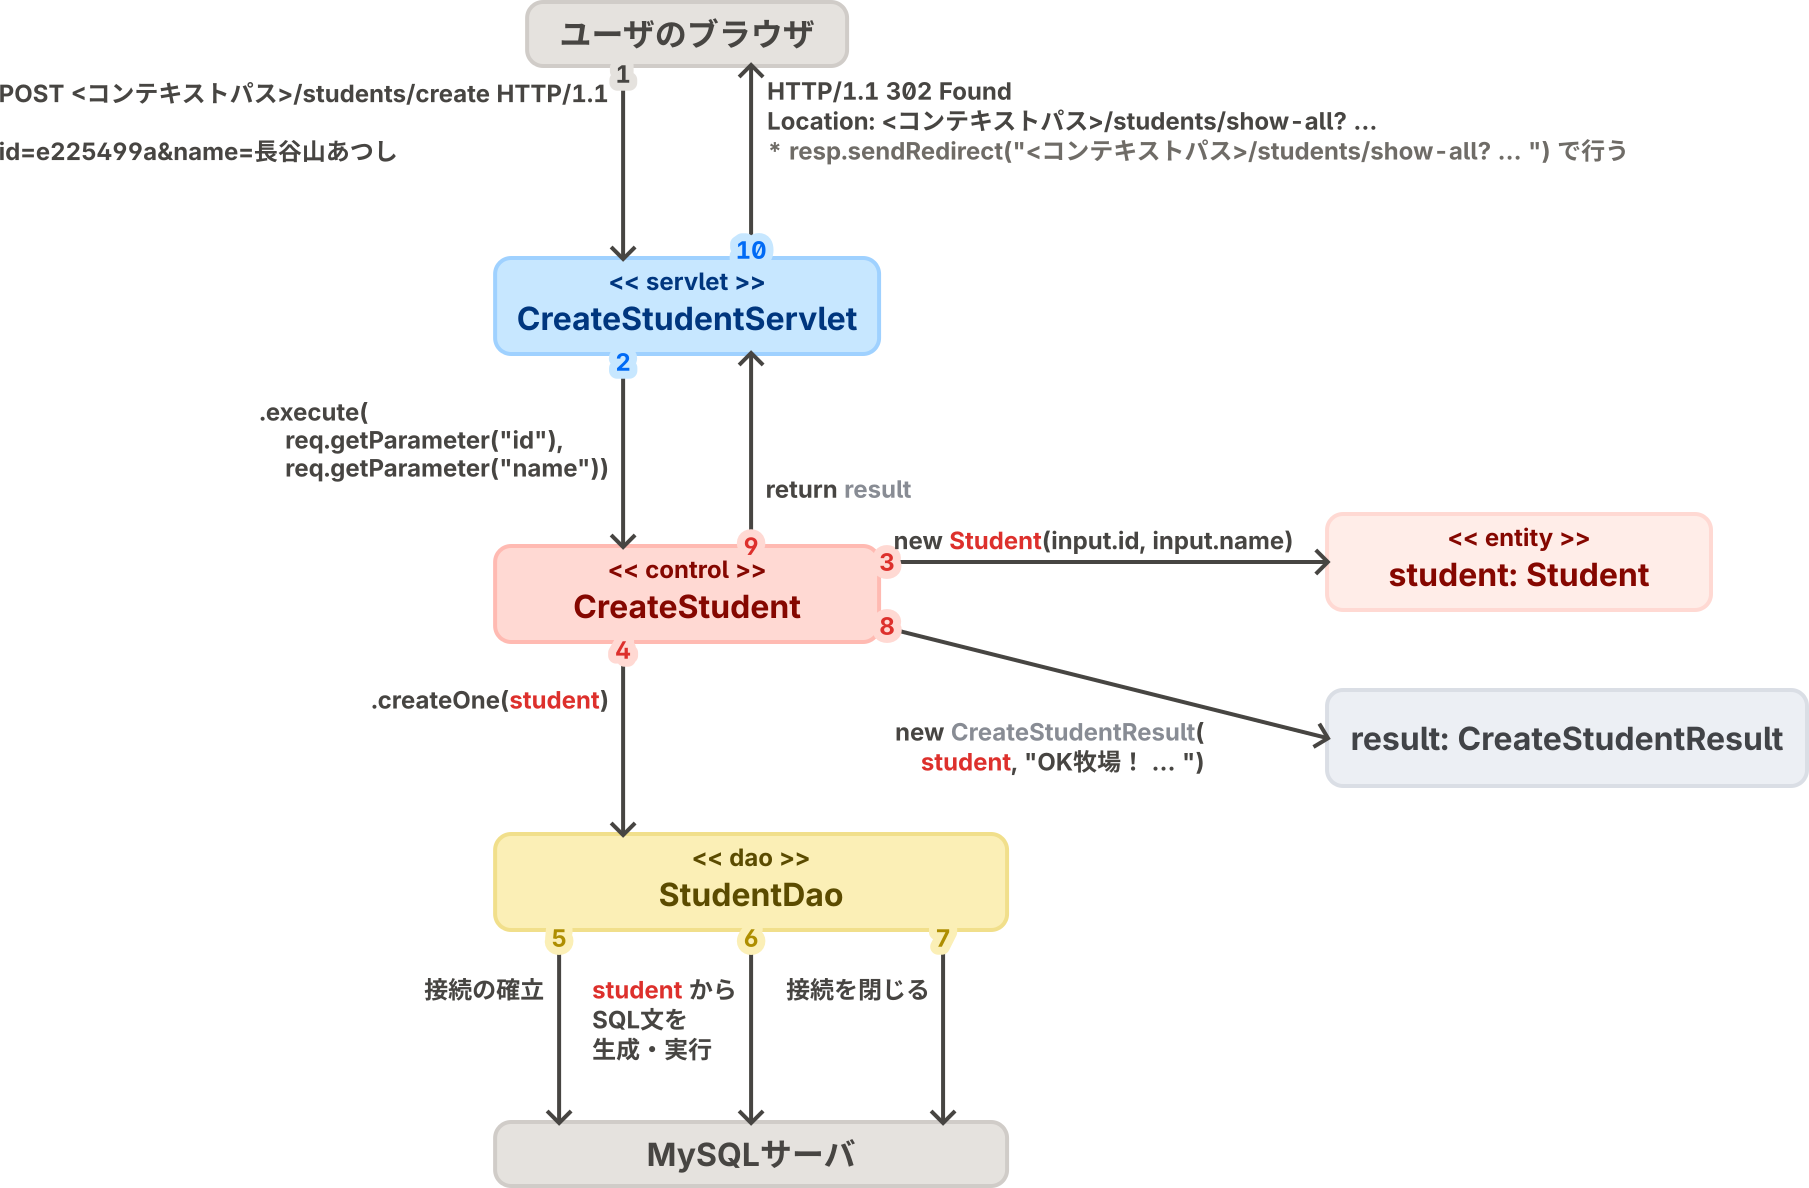 ユーザのブラウザ
1
POST <コンテキストパス>/students/create HTTP/1.1
id=e225499a&name=長谷山あつし
HTTP/1.1 302 Found
Location: <コンテキストパス>/students/show-all? ...
* resp.sendRedirect("<コンテキストパス>/students/show-all? ... ") で行う
10
<< servlet >>
CreateStudentServlet
2
.execute(
req.getParameter("id"),
req.getParameter("name"))
return result
9
<< control >>
CreateStudent
3
new Student(input.id, input.name)
<< entity >>
student: Student
8
new CreateStudentResult(
student, "OK牧場！ ... ")
result: CreateStudentResult
4
.createOne(student)
<< dao >>
StudentDao
5
接続の確立
6
student から
SQL文を
生成・実行
7
接続を閉じる
MySQLサーバ